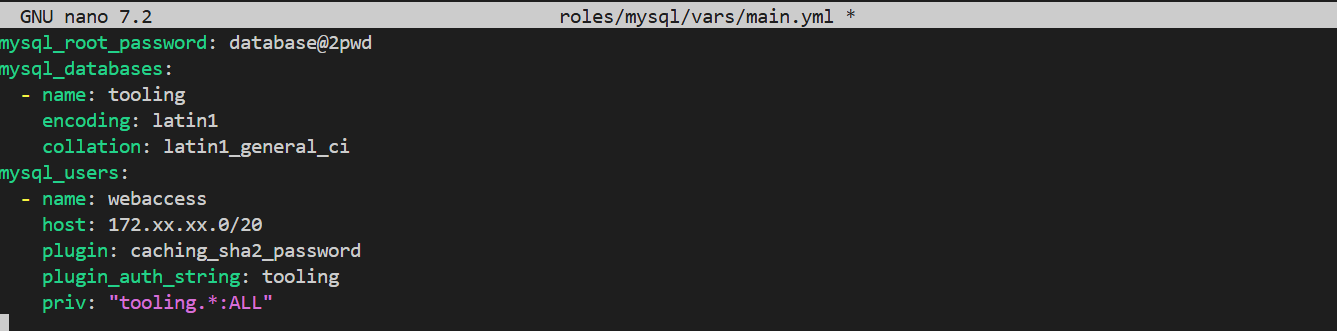 GNU nano 7.2 roles/mysql/vars/main.yml *
mysql_root_password: database@2pwd
mysql_databases:
  - name: tooling
    encoding: latin1
    collation: latin1_general_ci
mysql_users:
  - name: webaccess
    host: 172.xx.xx.0/20
    plugin: caching_sha2_password
    plugin_auth_string: tooling
    priv: "tooling.*:ALL"